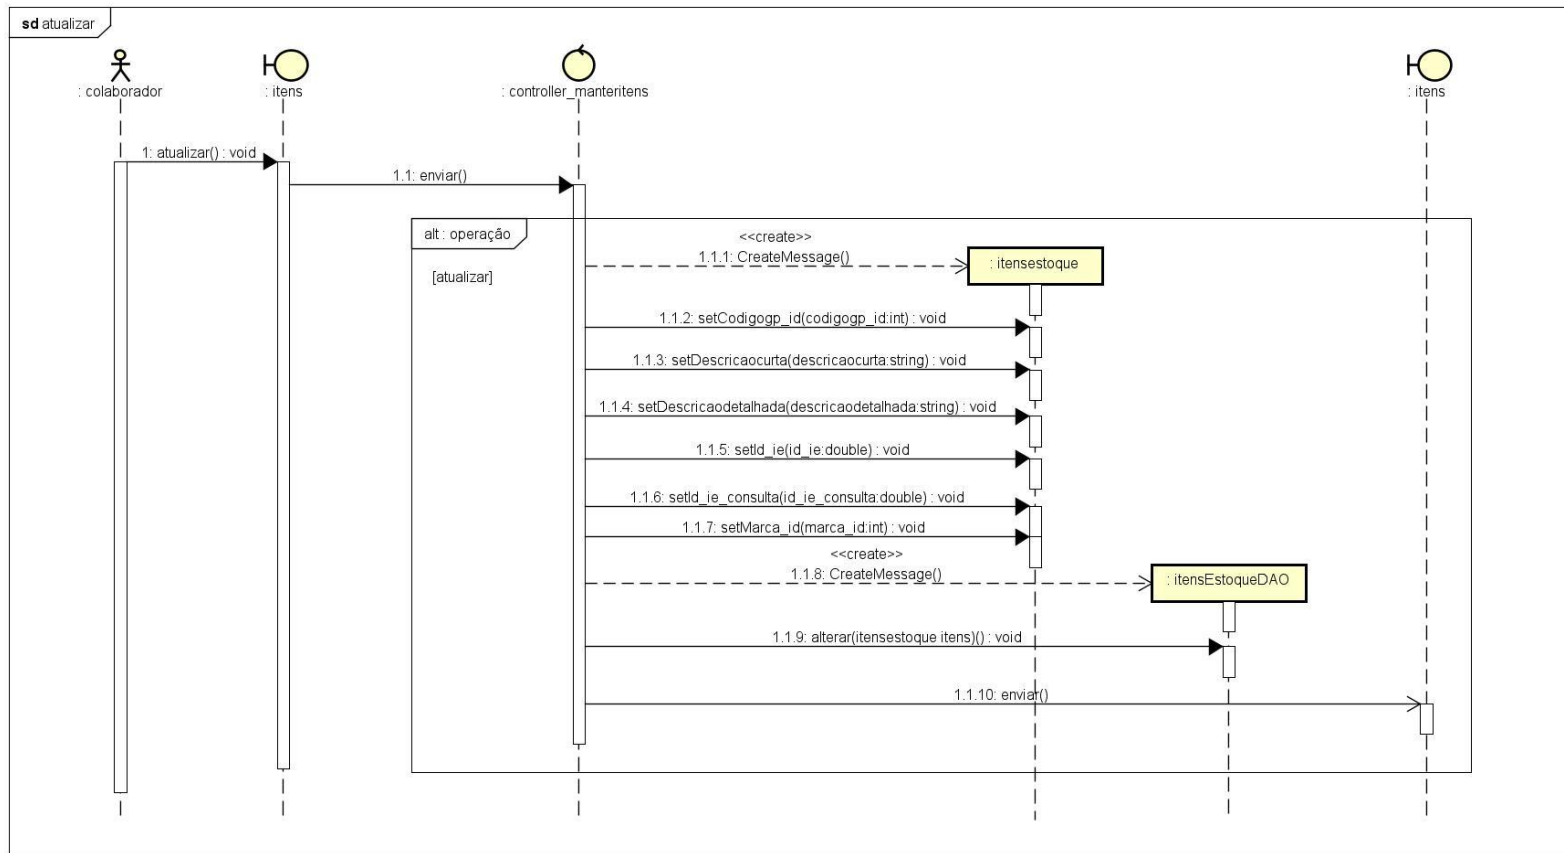 sd atualizar
: colaborador
: itens
: controller_manteritens
: itens
1: atualizar() : void
1.1: enviar()
alt : operação
[atualizar]
<<create>>
1.1.1: CreateMessage()
: itensestoque
1.1.2: setCodigogp_id(codigogp_id:int) : void
1.1.3: setDescricaocurta(descricaocurta:string) : void
1.1.4: setDescricaodetalhada(descricaodetalhada:string) : void
1.1.5: setId_ie(id_ie:double) : void
1.1.6: setId_ie_consulta(id_ie_consulta:double) : void
1.1.7: setMarca_id(marca_id:int) : void
<<create>>
1.1.8: CreateMessage()
: itensEstoqueDAO
1.1.9: alterar(itensestoque itens)() : void
1.1.10: enviar()